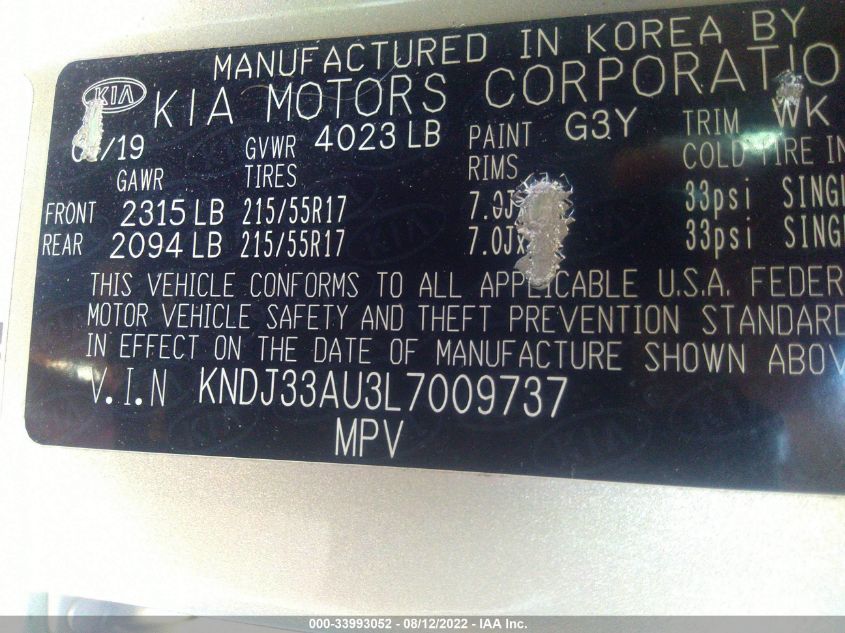 MANUFACTURED IN KOREA BY
KIA KIA MOTORS CORPORATIO
/19 GVWR 4023 LB PAINT G3Y TRIM WK
GAWR TIRES RIMS COLD TIRE IN
FRONT 2315 LB 215/55R17 7.0J 33psi SINGL
REAR 2094 LB 215/55R17 7.0Jx 33psi SING
THIS VEHICLE CONFORMS TO ALL APPLICABLE U.S.A. FEDER
MOTOR VEHICLE SAFETY AND THEFT PREVENTION STANDARD
IN EFFECT ON THE DATE OF MANUFACTURE SHOWN ABOV
V.I.N KNDJ33AU3L7009737
MPV
000-33993052 - 08/12/2022 - IAA Inc.